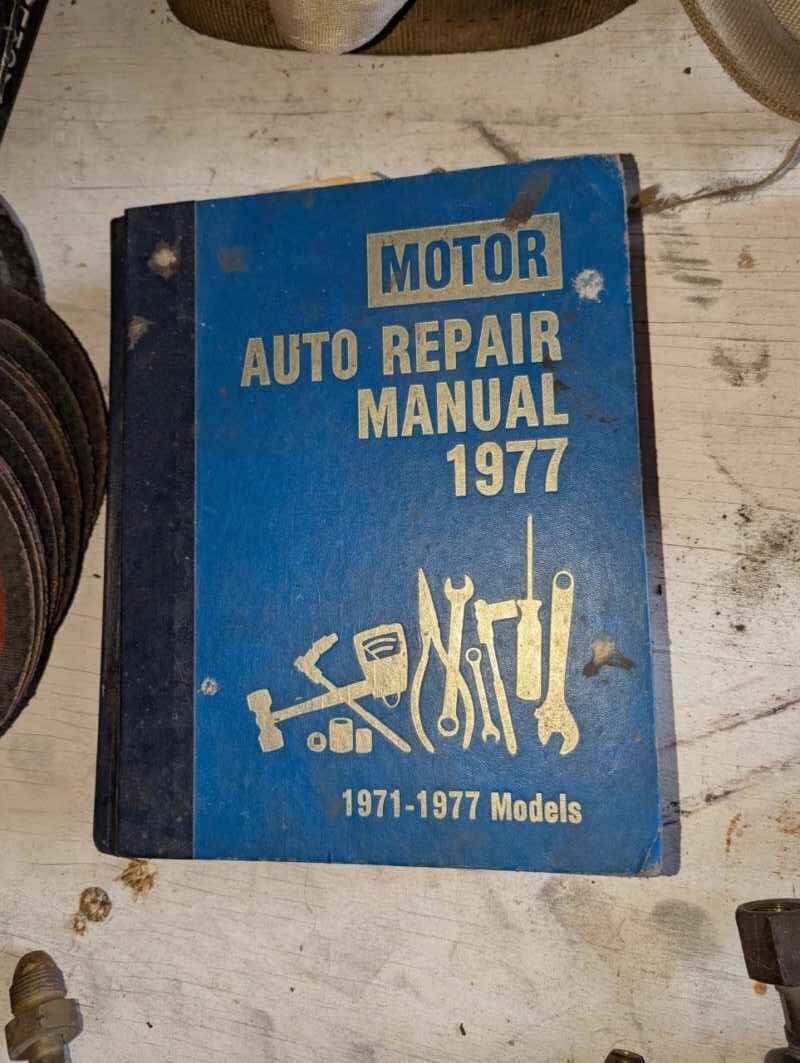 MOTOR
AUTO REPAIR
MANUAL
1977
1971-1977 Models